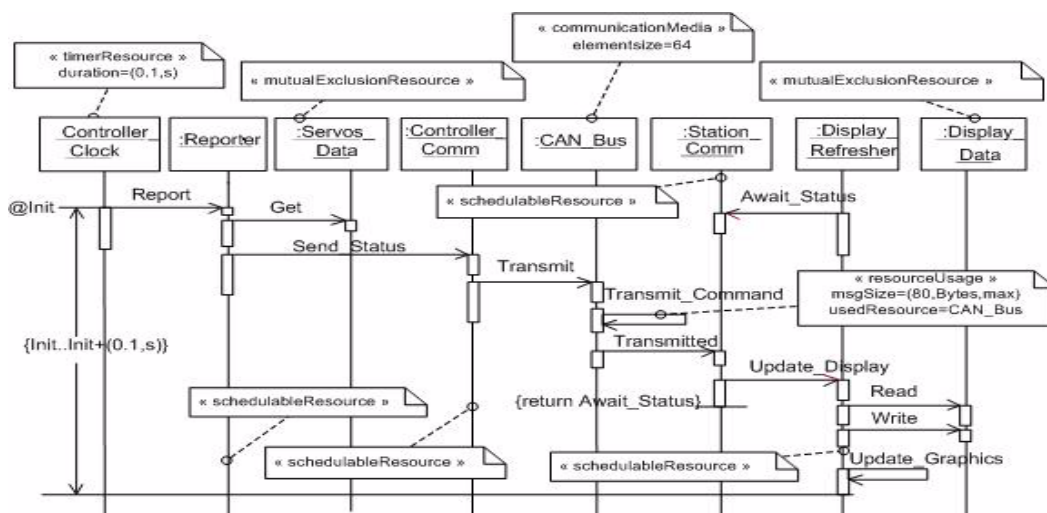 « communicationMedia »
elementsize=64
« timerResource »
duration=(0.1,s)
« mutualExclusionResource »
« mutualExclusionResource »
:Controller_
Clock
:Reporter
:Servos_
Data
:Controller_
Comm
:CAN_Bus
:Station_
Comm
:Display_
Refresher
:Display_
Data
« schedulableResource »
@Init
Report
Await_Status
Get
Send_Status
Transmit
« resourceUsage »
msgSize=(80,Bytes,max)
usedResource=CAN_Bus
Transmit_Command
Transmitted
{Init..Init+(0.1,s)}
Update_Display
Read
« schedulableResource »
{return Await_Status}
Write
« schedulableResource »
« schedulableResource »
Update_Graphics